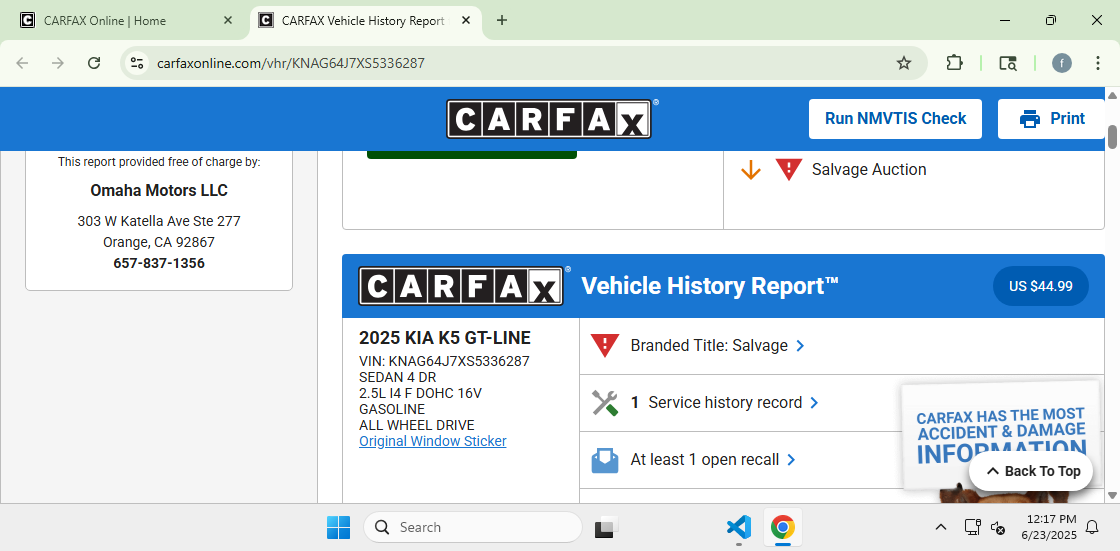 CARFAX Online | Home
CARFAX Vehicle History Report
carfaxonline.com/vhr/KNAG64J7XS5336287
f
CARFAX®
Run NMVTIS Check
Print
This report provided free of charge by:
Omaha Motors LLC
303 W Katella Ave Ste 277
Orange, CA 92867
657-837-1356
Salvage Auction
CARFAX® Vehicle History Report™
US $44.99
2025 KIA K5 GT-LINE
VIN: KNAG64J7XS5336287
SEDAN 4 DR
2.5L I4 F DOHC 16V
GASOLINE
ALL WHEEL DRIVE
Original Window Sticker
Branded Title: Salvage
1 Service history record
At least 1 open recall
CARFAX HAS THE MOST
ACCIDENT & DAMAGE
INFORMATION
Back To Top
Search
12:17 PM
6/23/2025